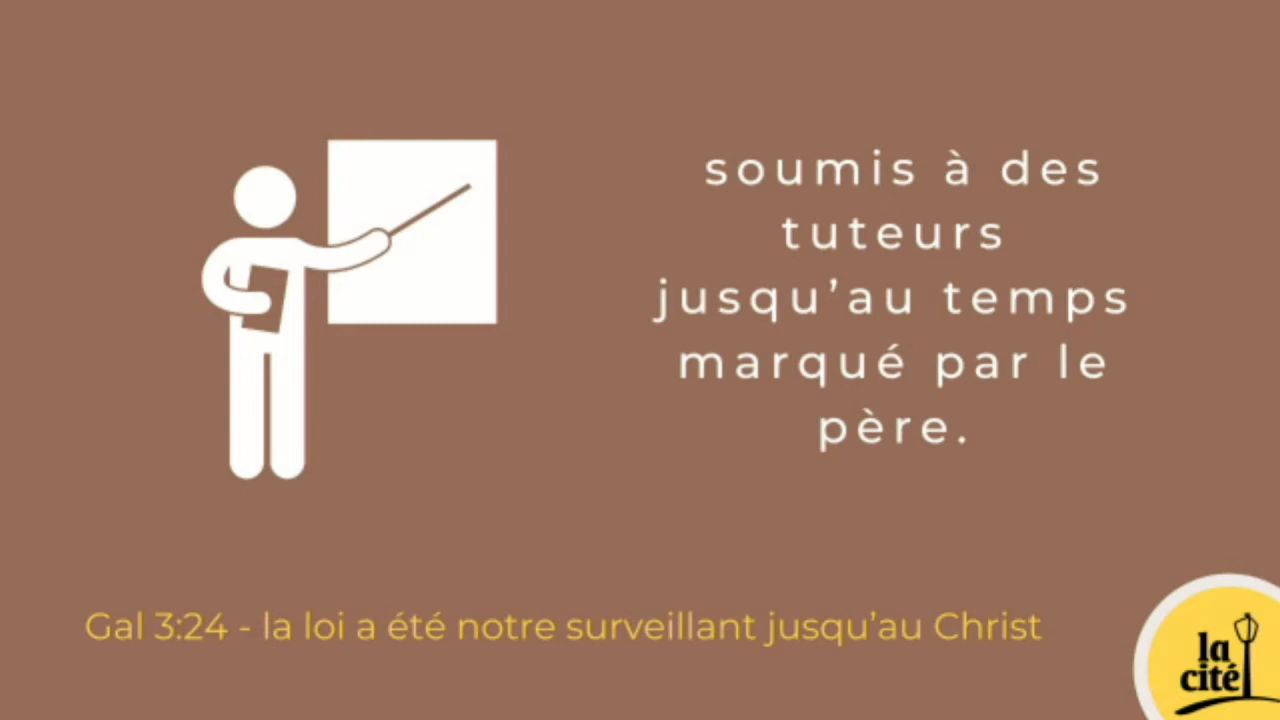 soumis à des
tuteurs
jusqu’au temps
marqué par le
père.
Gal 3:24 - la loi a été notre surveillant jusqu’au Christ
la
cité